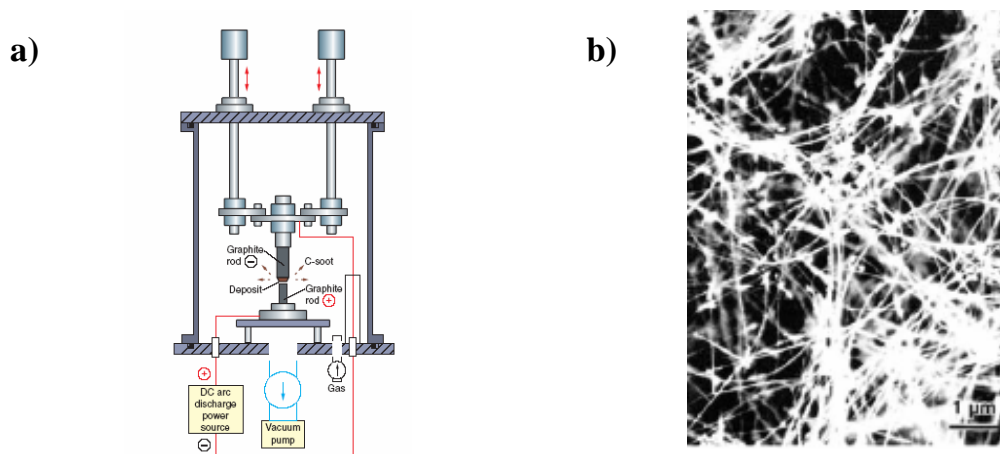 a)
Graphite
rod ⊖
C-soot
Deposit
Graphite
rod ⊕
⊕
DC arc
discharge
power
source
⊖
Vacuum
pump
Gas
b)
1 μm